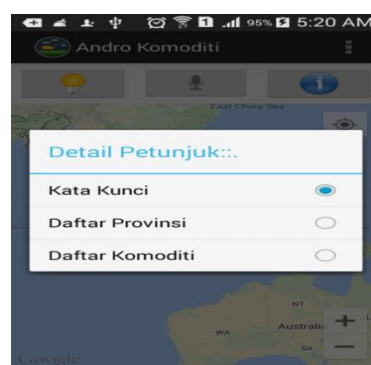 95% 5:20 AM
Andro Komoditi
East China Sea
Detail Petunjuk::.
Kata Kunci
Daftar Provinsi
Daftar Komoditi
NT
WA
Australia
SA
Google